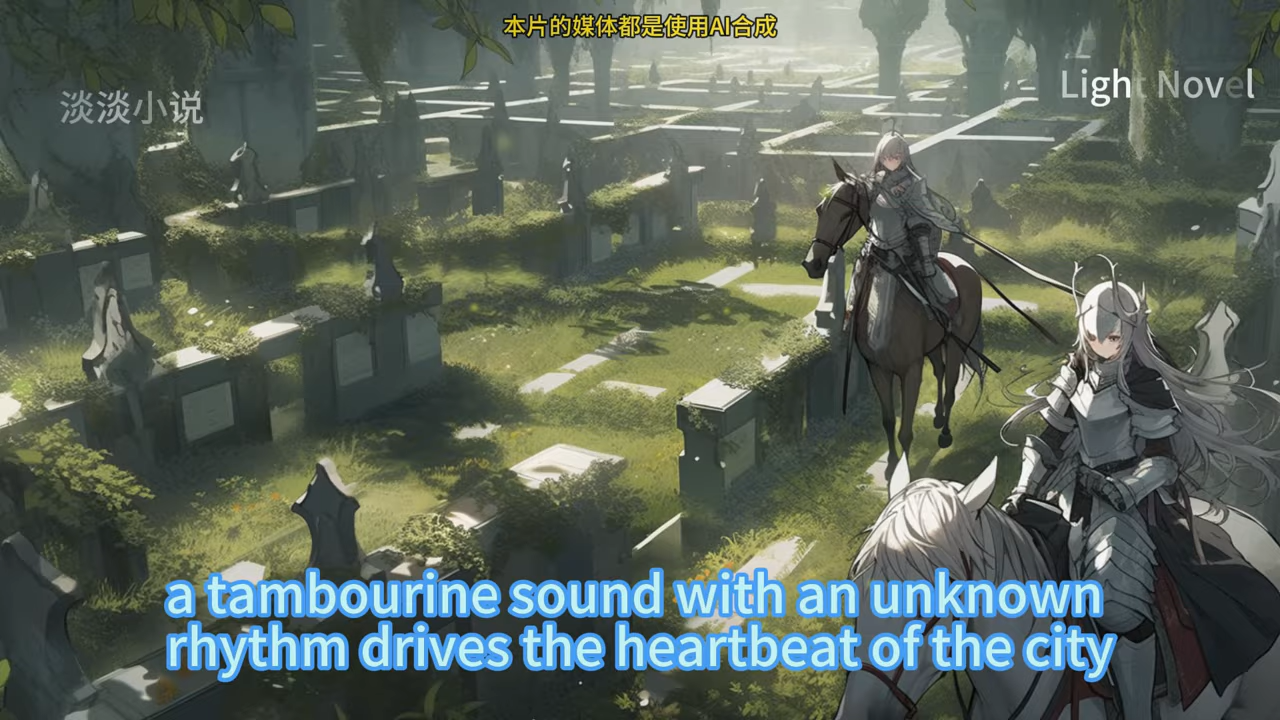 本片的媒体都是使用AI合成
淡淡小说
Light Novel
a tambourine sound with an unknown
rhythm drives the heartbeat of the city